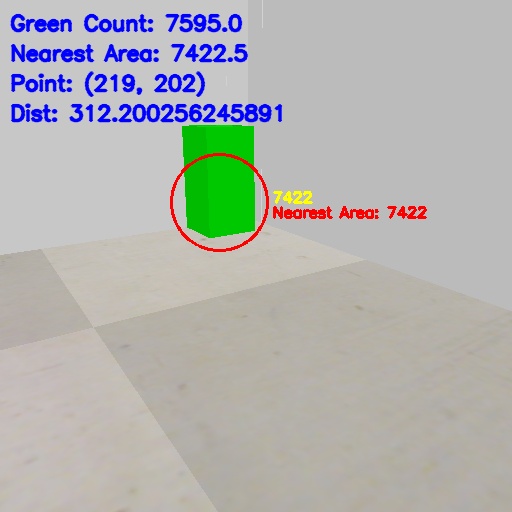 Green Count: 7595.0
Nearest Area: 7422.5
Point: (219, 202)
Dist: 312.200256245891
7422
Nearest Area: 7422